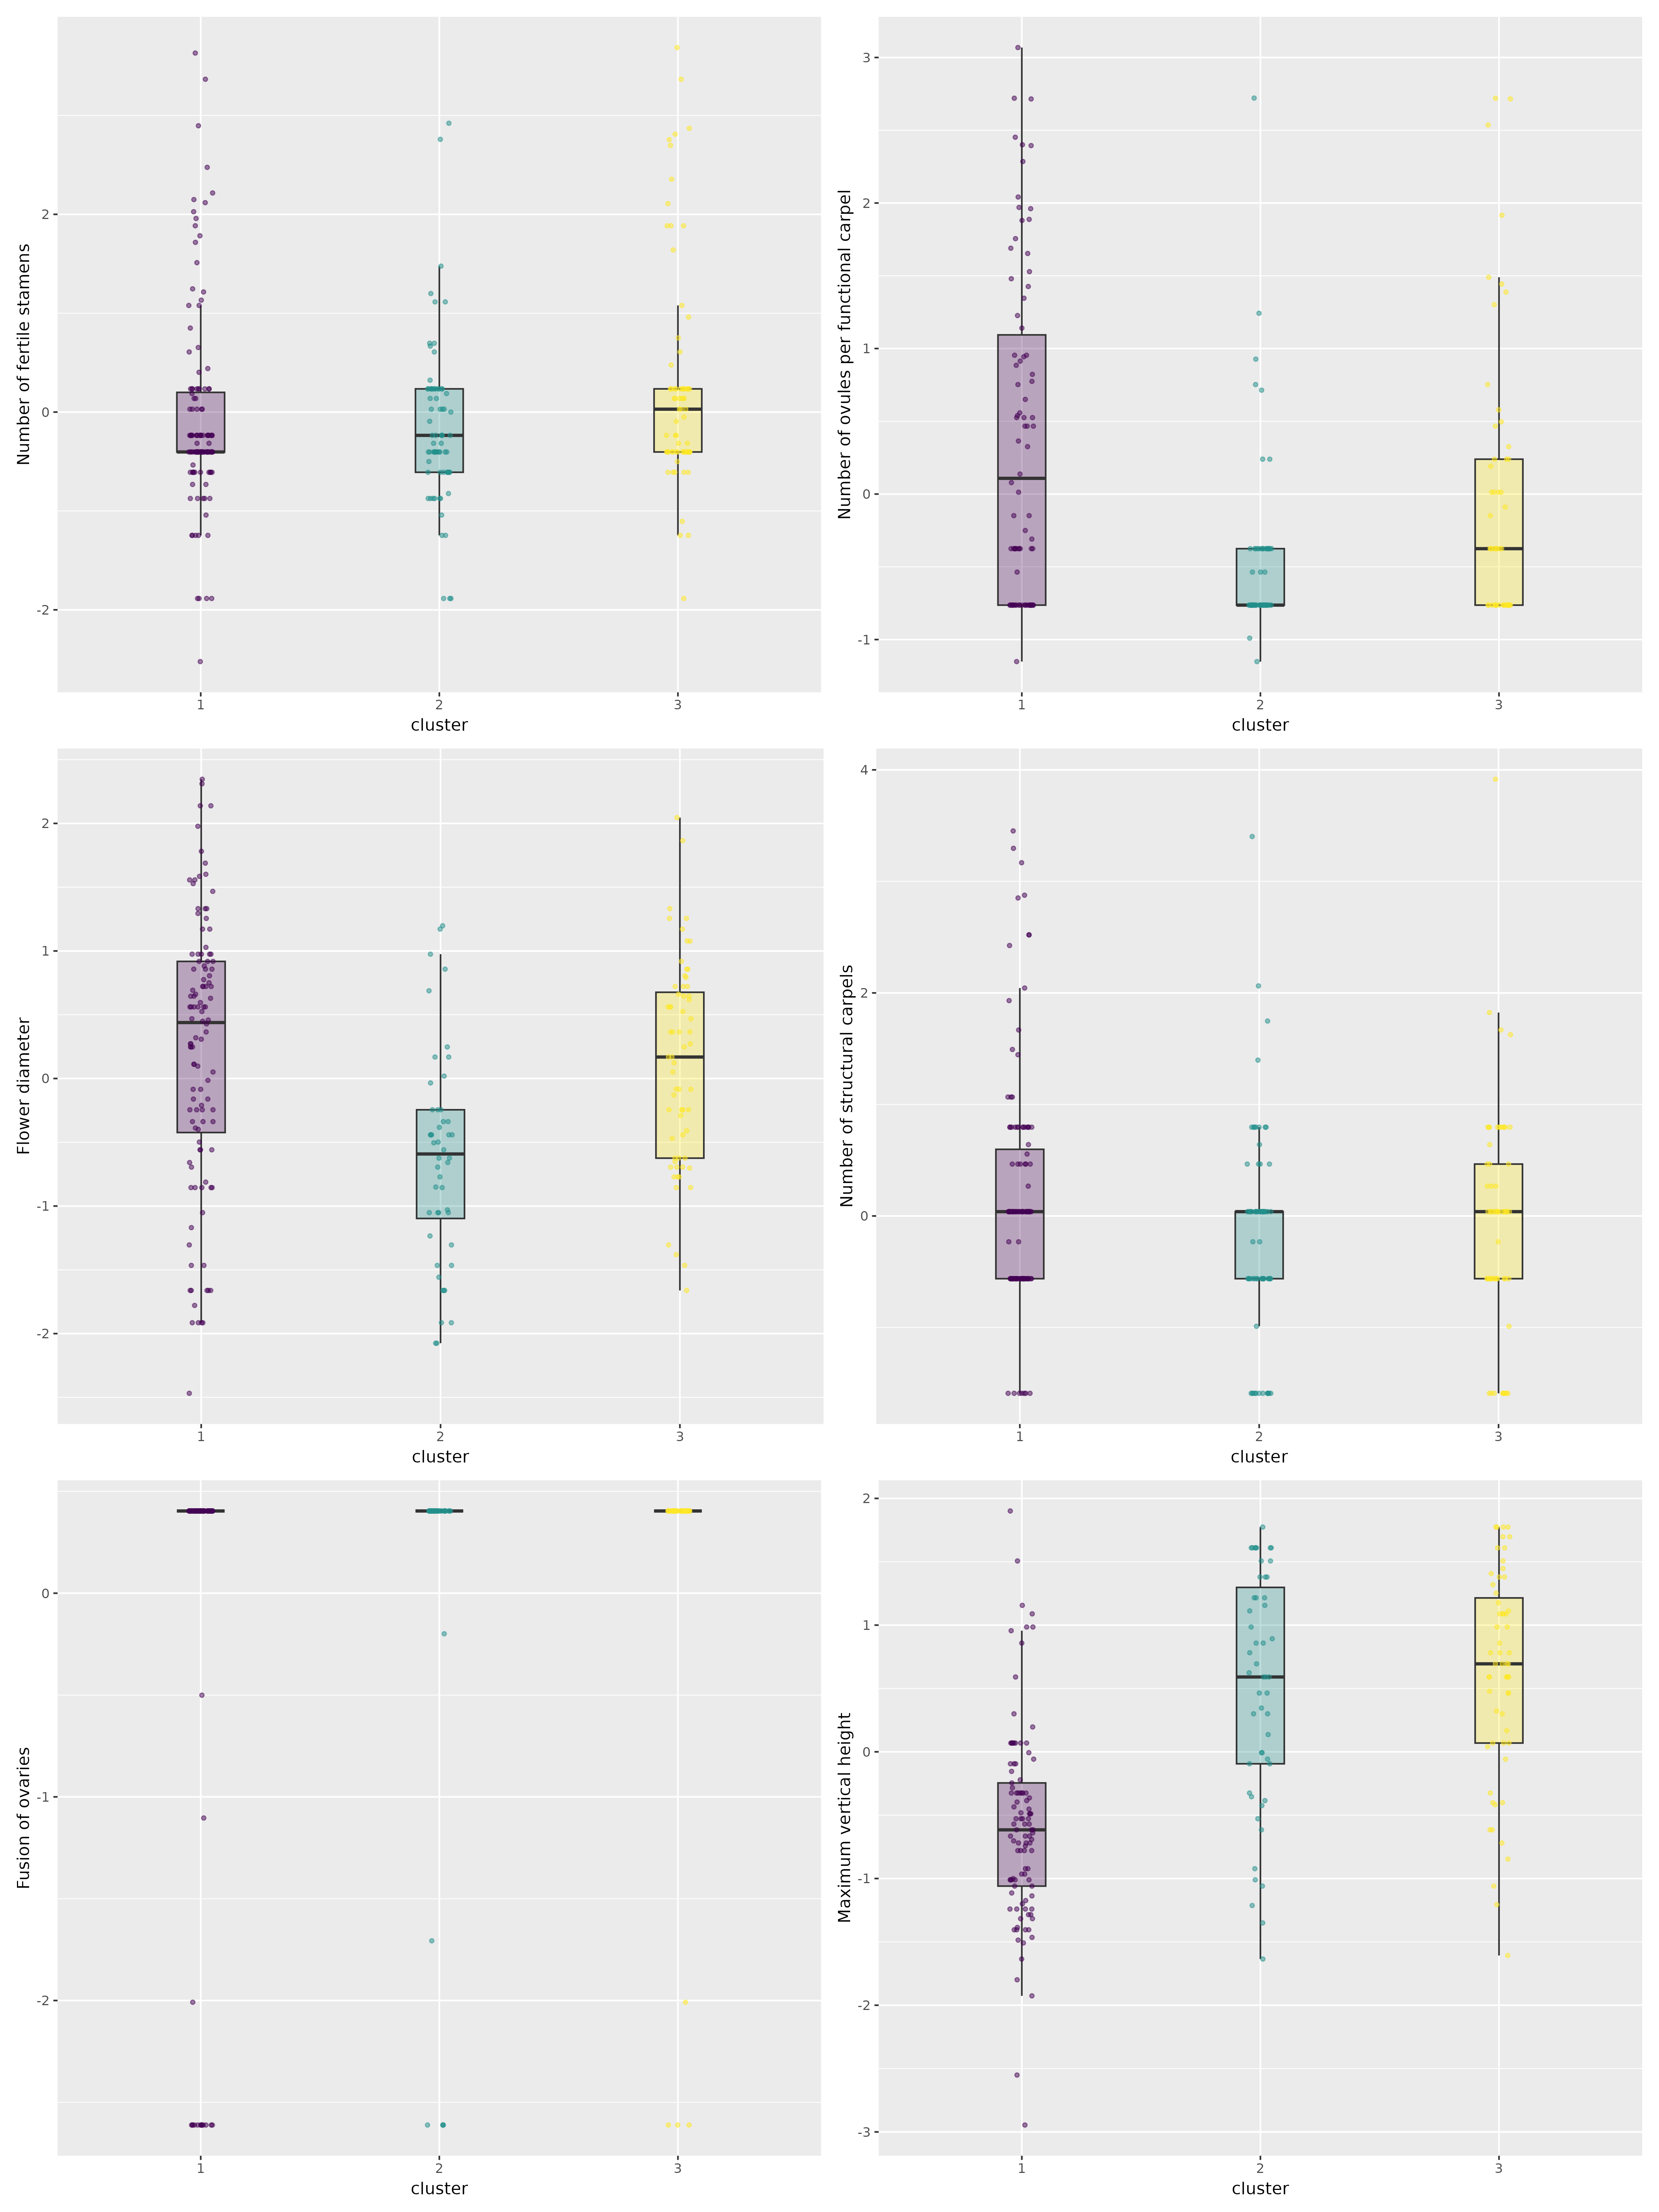 Number of fertile stamens
2
0
-2
1 2 3
cluster
Number of ovules per functional carpel
3
2
1
0
-1
1 2 3
cluster
Flower diameter
2
1
0
-1
-2
1 2 3
cluster
Number of structural carpels
4
2
0
1 2 3
cluster
Fusion of ovaries
0
-1
-2
1 2 3
cluster
Maximum vertical height
2
1
0
-1
-2
-3
1 2 3
cluster